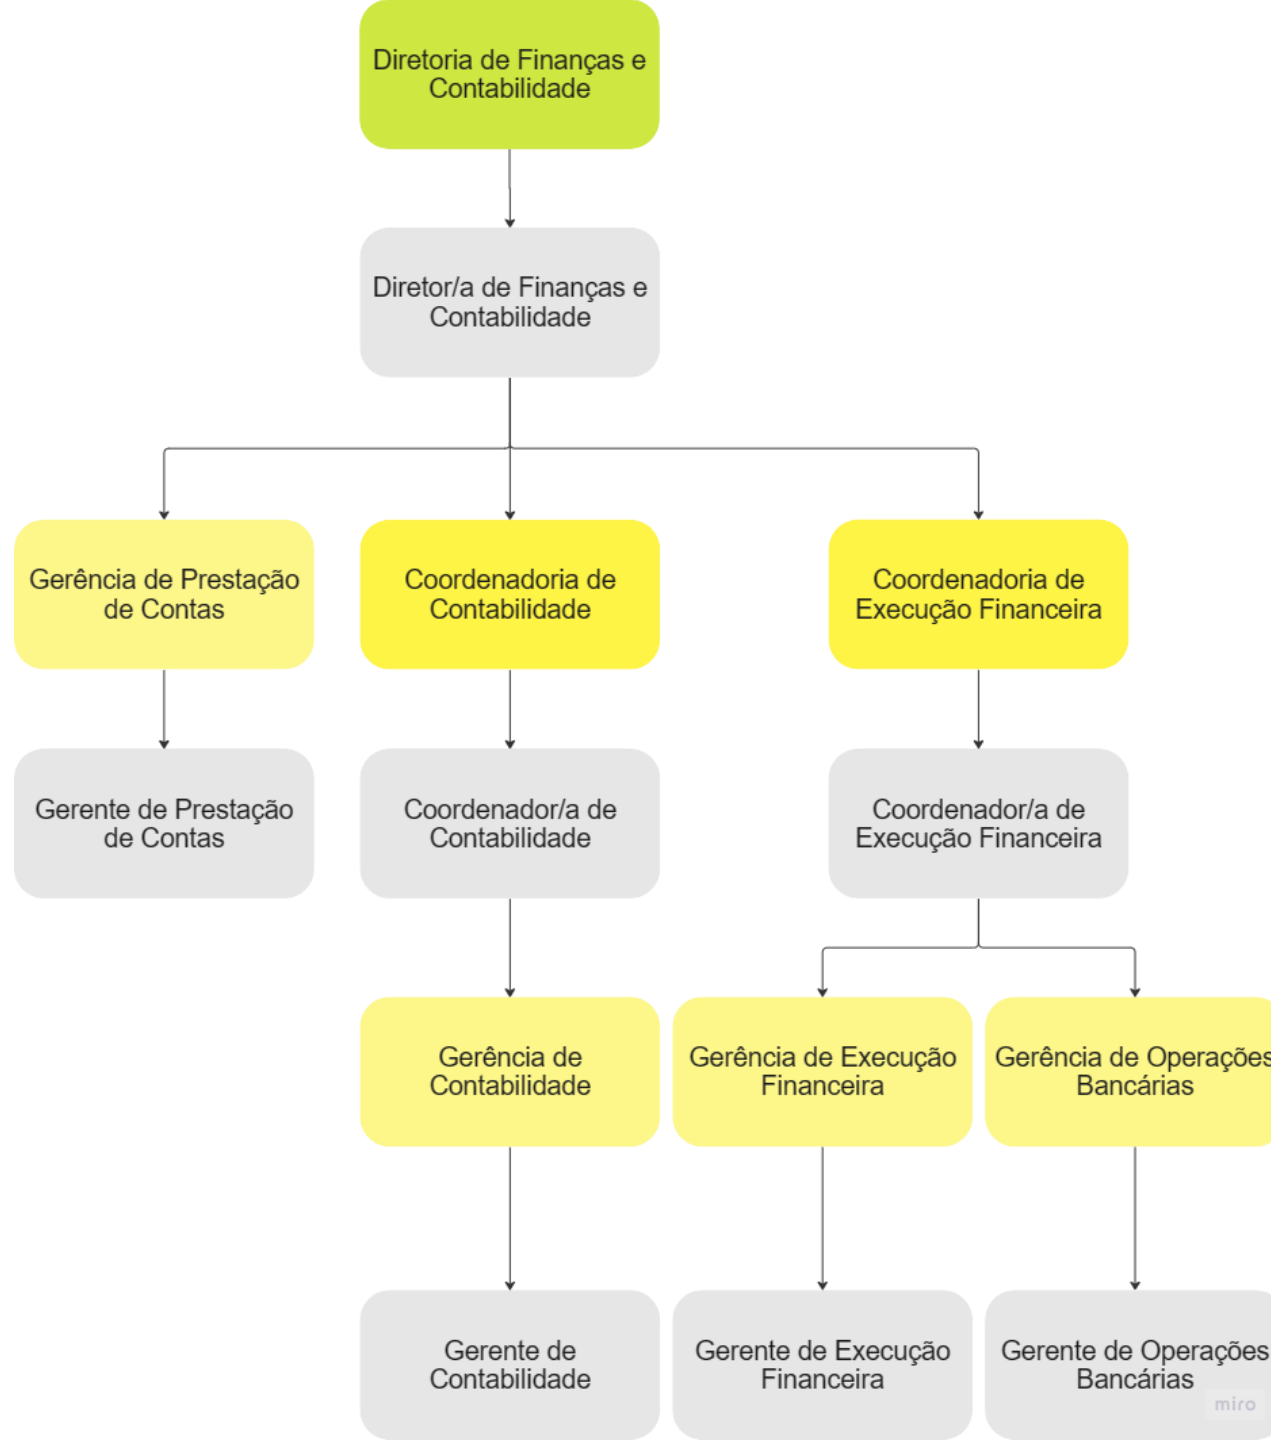 Diretoria de Finanças e
Contabilidade
Diretor/a de Finanças e
Contabilidade
Gerência de Prestação
de Contas
Coordenadoria de
Contabilidade
Coordenadoria de
Execução Financeira
Gerente de Prestação
de Contas
Coordenador/a de
Contabilidade
Coordenador/a de
Execução Financeira
Gerência de
Contabilidade
Gerência de Execução
Financeira
Gerência de Operações
Bancárias
Gerente de
Contabilidade
Gerente de Execução
Financeira
Gerente de Operações
Bancárias
miro